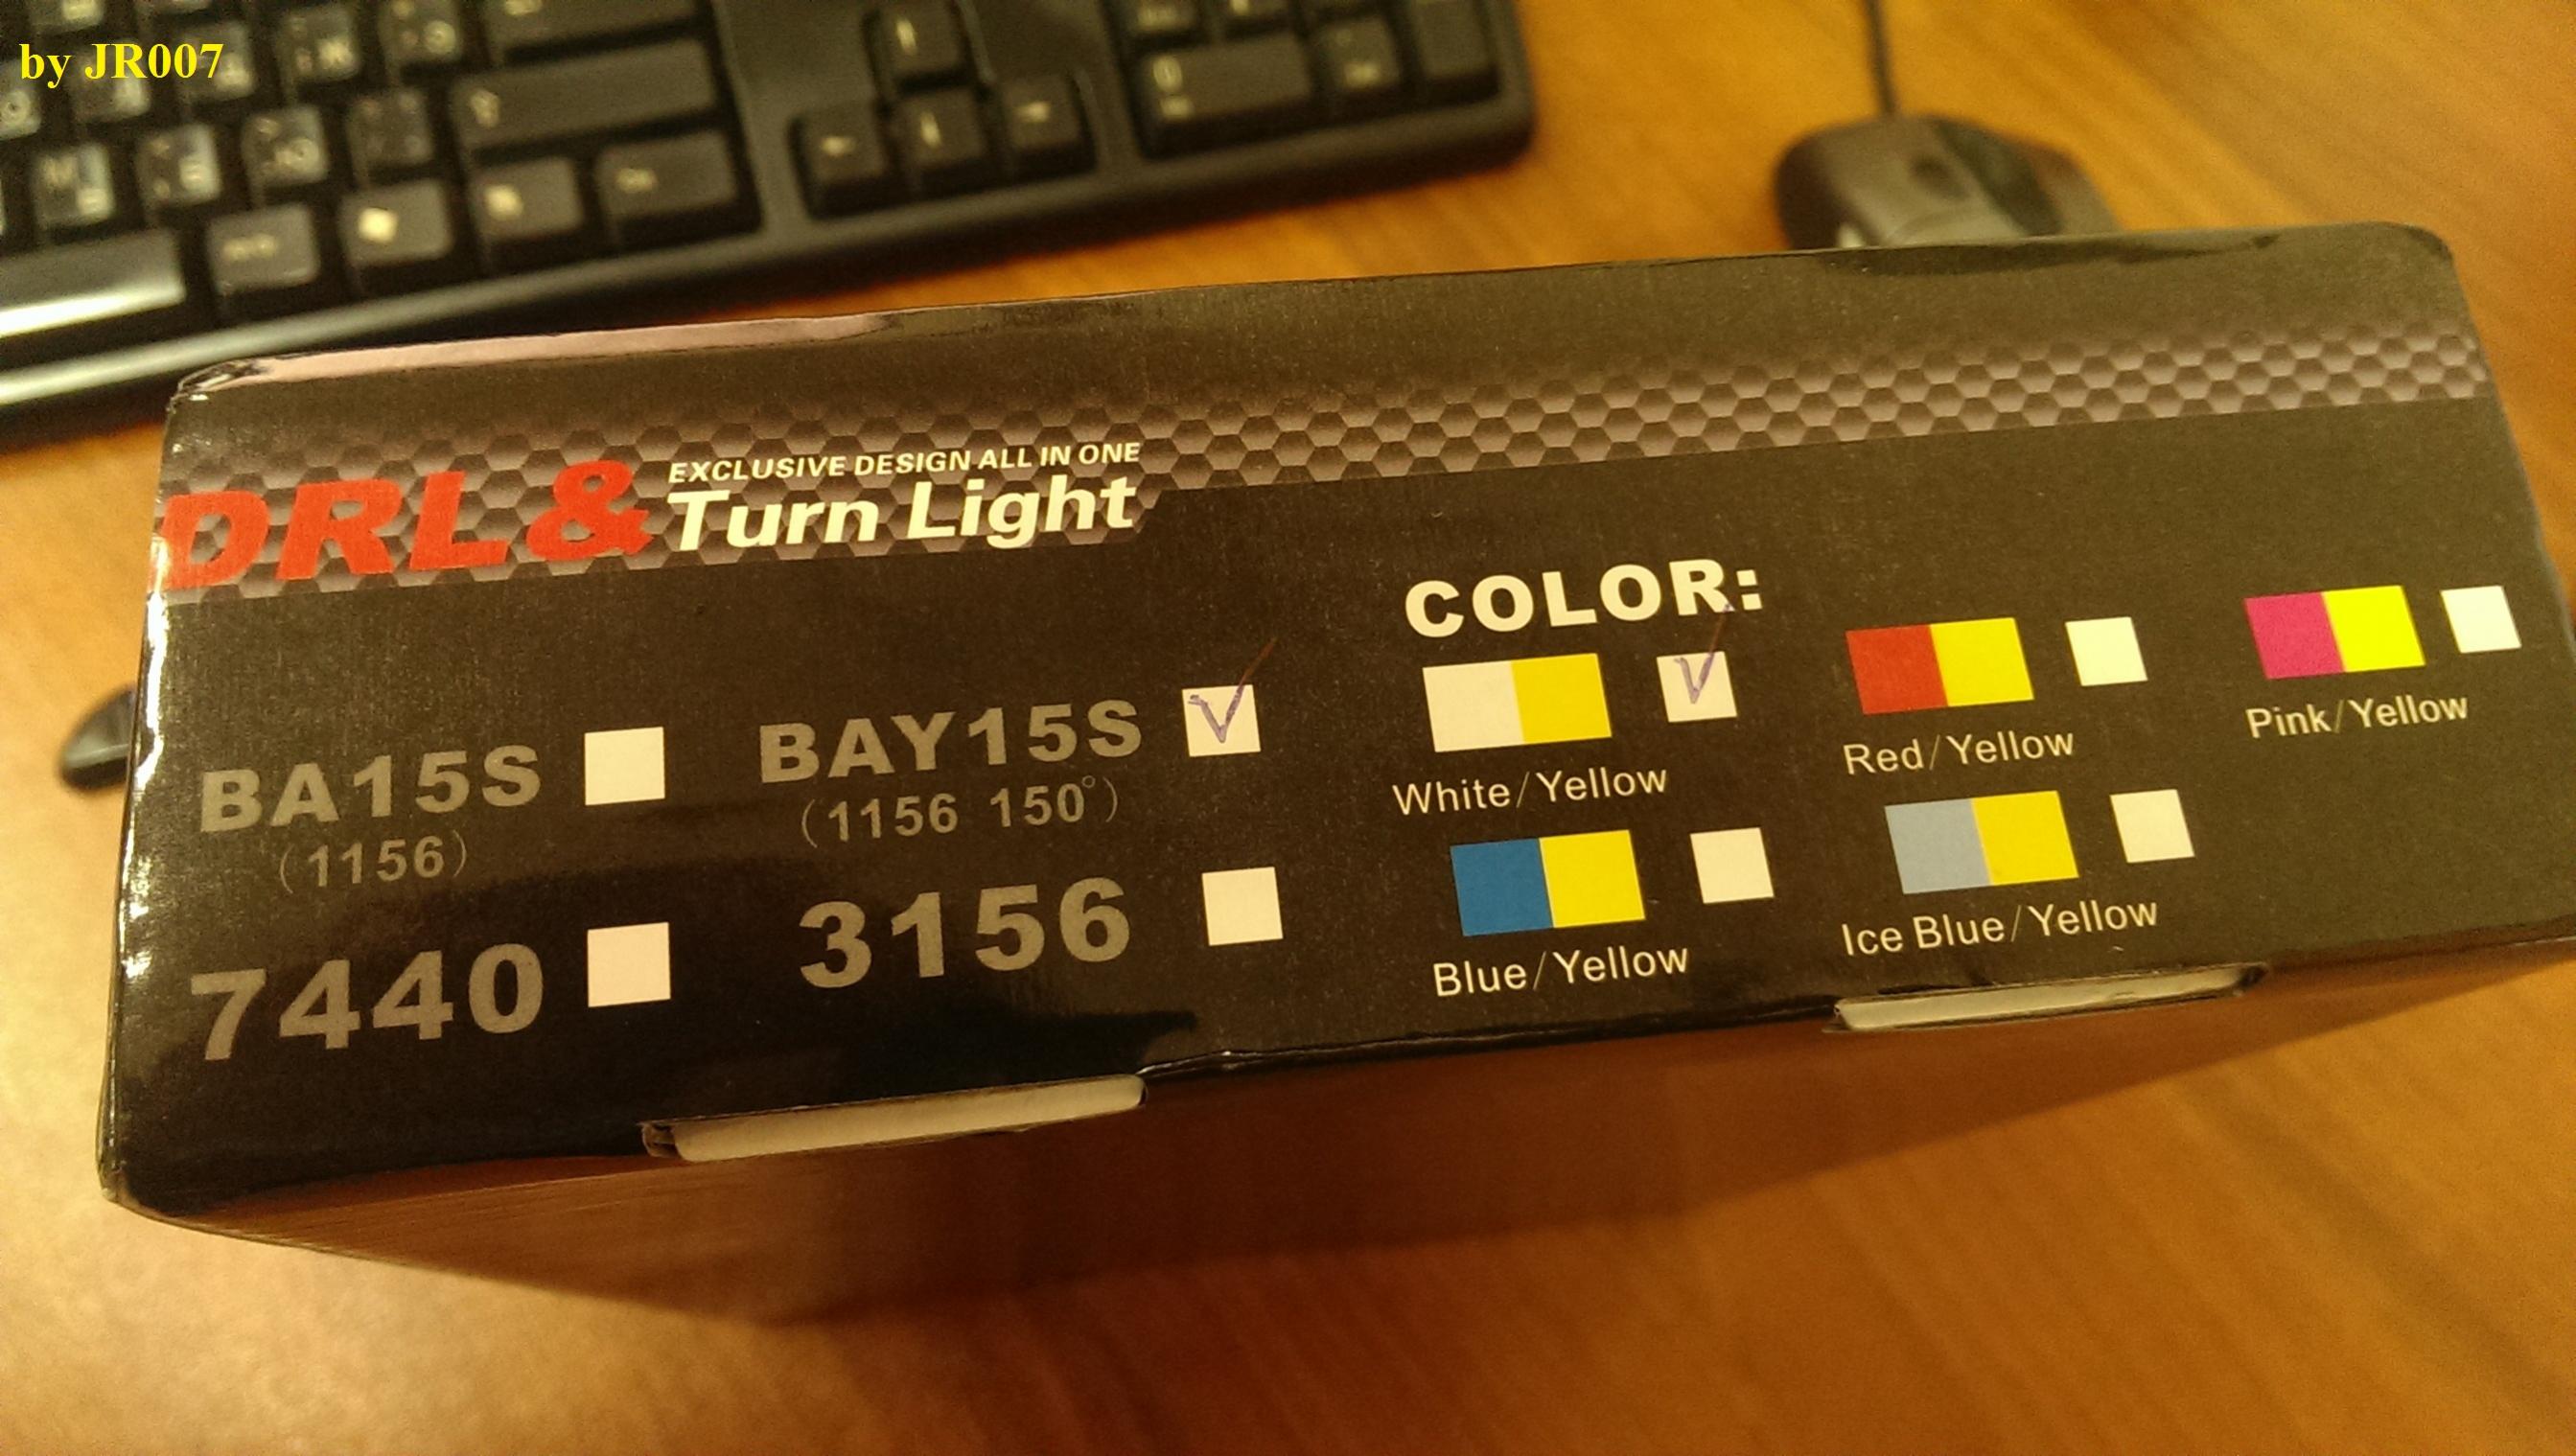 by JR007
DRL &
EXCLUSIVE DESIGN ALL IN ONE
Turn Light
BA15S
(1156)
BAY15S
(1156 150°)
7440
3156
COLOR:
White/Yellow
Red/Yellow
Pink/Yellow
Blue/Yellow
Ice Blue/Yellow